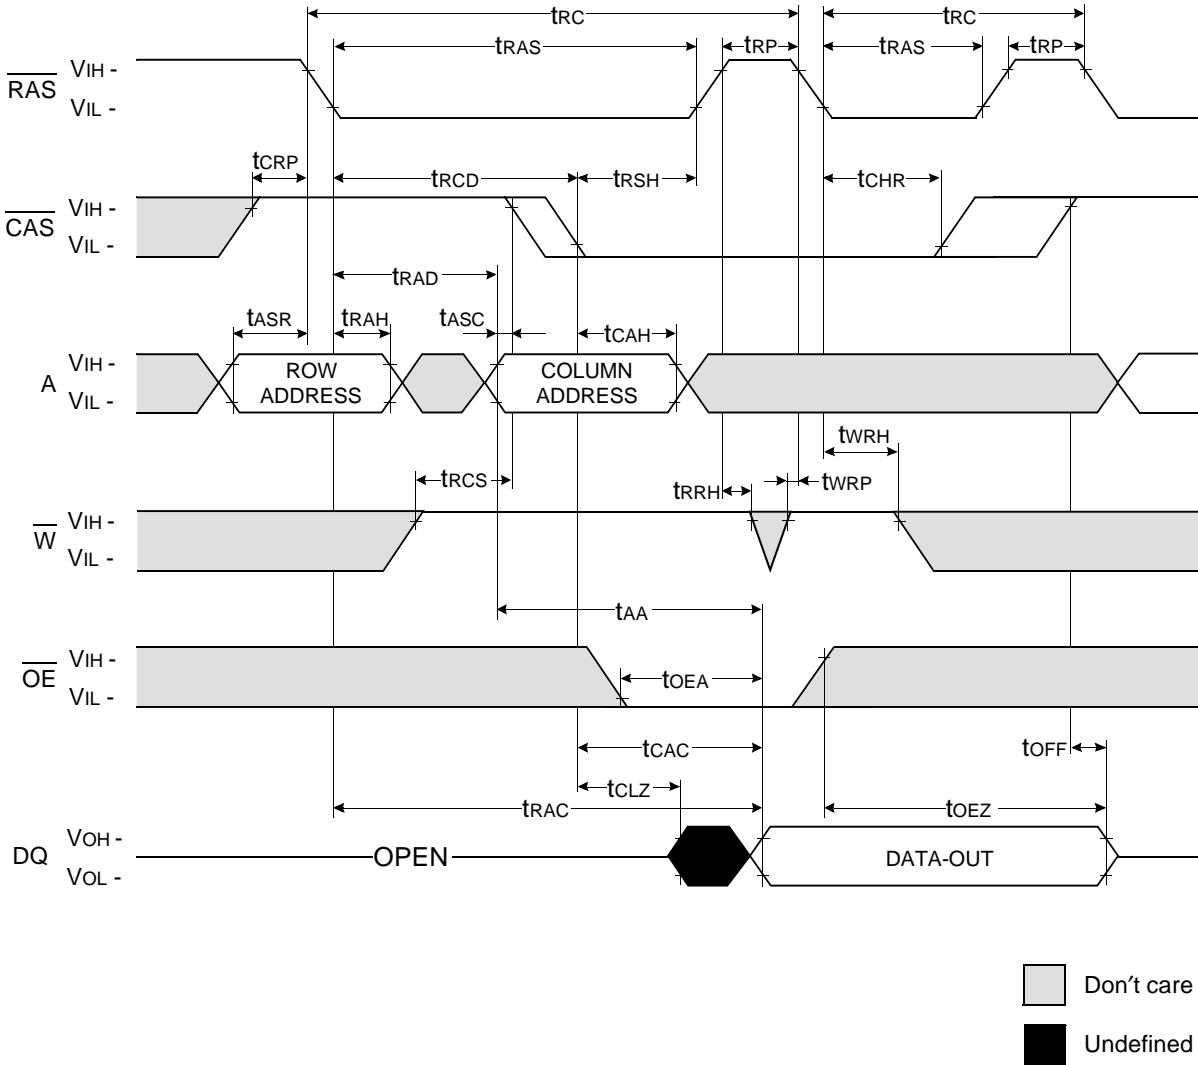 tRC tRC
tRAS tRP tRAS tRP
RAS VIH -
VIL -
tCRP tRCD tRSH tCHR
CAS VIH -
VIL -
tRAD
tASR tRAH tASC tCAH
A VIH -
VIL -
ROW
ADDRESS
COLUMN
ADDRESS
tWRH
tRCS tRRH tWRP
W VIH -
VIL -
tAA
OE VIH -
VIL -
tOEA
tCAC tOFF
tCLZ
tRAC tOEZ
DQ VOH -
VOL -
OPEN DATA-OUT
Don′t care
Undefined